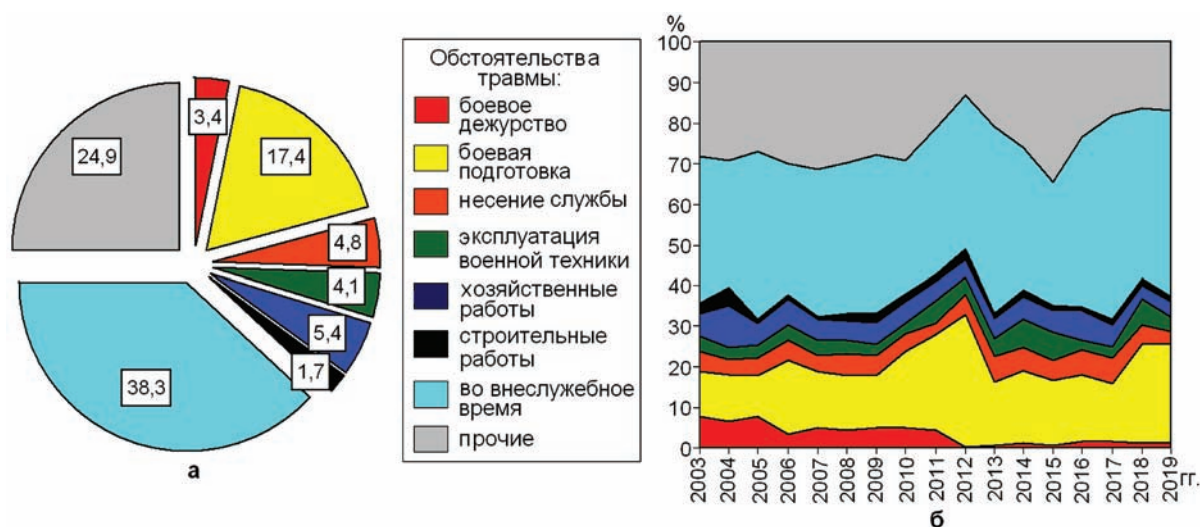 3,4
17,4
24,9
4,8
4,1
5,4
1,7
38,3
а
Обстоятельства
травмы:
боевое
дежурство
боевая
подготовка
несение службы
эксплуатация
военной техники
хозяйственные
работы
строительные
работы
во внеслужебное
время
прочие
%
100
90
80
70
60
50
40
30
20
10
0
2003
2004
2005
2006
2007
2008
2009
2010
2011
2012
2013
2014
2015
2016
2017
2018
2019
гг.
б